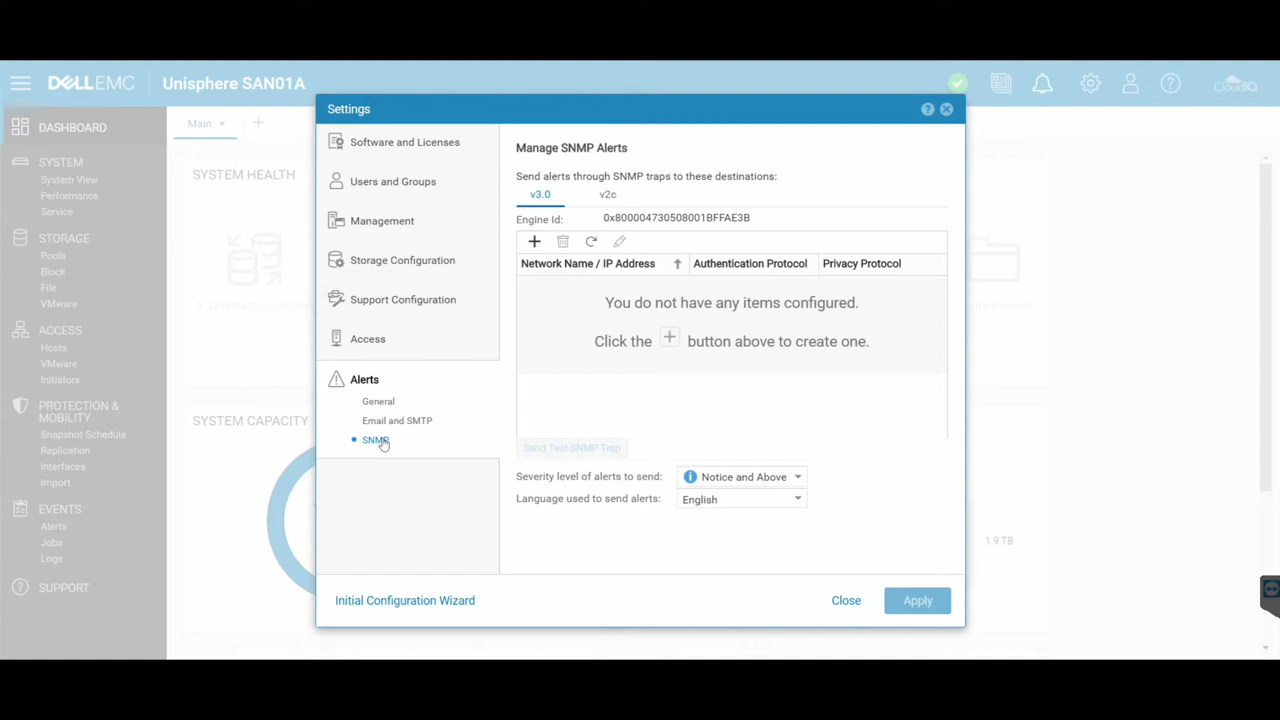 DELL EMC
Unisphere SAN01A
CloudIQ
DASHBOARD
SYSTEM
System View
Performance
Service
STORAGE
Pools
Block
File
VMware
ACCESS
Hosts
VMware
Initiators
PROTECTION &
MOBILITY
Snapshot Schedule
Replication
Interfaces
Import
EVENTS
Alerts
Jobs
Logs
SUPPORT
Main
SYSTEM HEALTH
SYSTEM CAPACITY
1.9 TB
Settings
Software and Licenses
Users and Groups
Management
Storage Configuration
Support Configuration
Access
Alerts
General
Email and SMTP
SNMP
Manage SNMP Alerts
Send alerts through SNMP traps to these destinations:
v3.0 v2c
Engine Id: 0x800004730508001BFFAE3B
Network Name / IP Address Authentication Protocol Privacy Protocol
You do not have any items configured.
Click the + button above to create one.
Send Test SNMP Trap
Severity level of alerts to send: Notice and Above
Language used to send alerts: English
Initial Configuration Wizard
Close
Apply